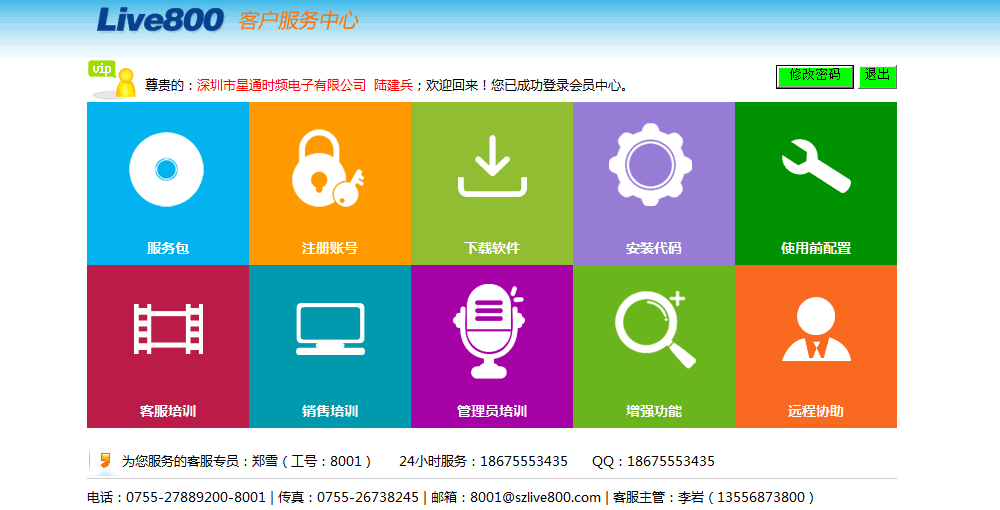 Live800 客户服务中心
vip
修改密码 退出
尊贵的：深圳市星通时频电子有限公司 陆建兵；欢迎回来！您已成功登录会员中心。
服务包 注册账号 下载软件 安装代码 使用前配置
客服培训 销售培训 管理员培训 增强功能 远程协助
为您服务的客服专员：郑雪（工号：8001） 24小时服务：18675553435 QQ：18675553435
电话：0755-27889200-8001 | 传真：0755-26738245 | 邮箱：8001@szlive800.com | 客服主管：李岩（13556873800）